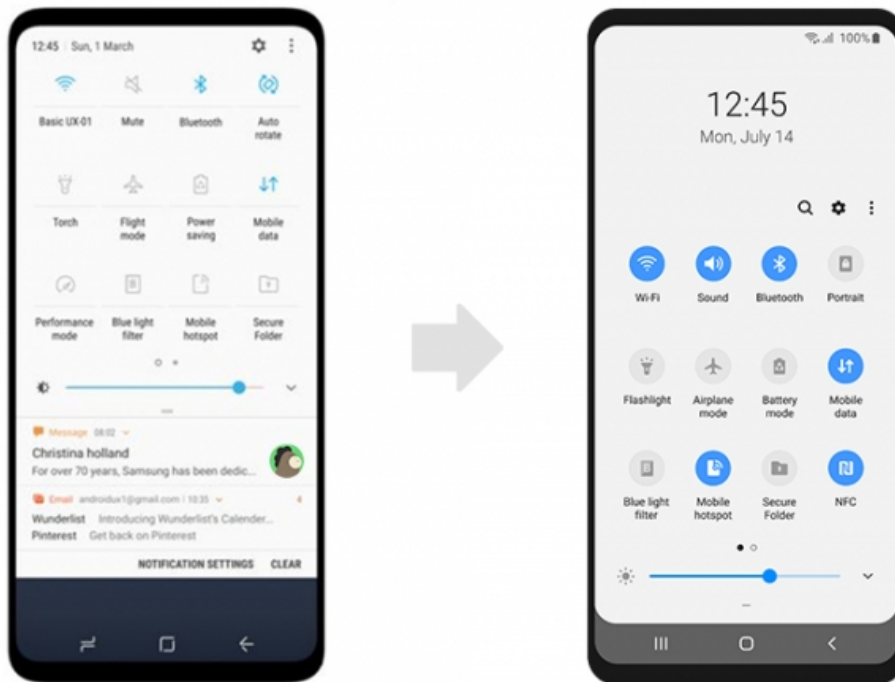 12:45 | Sun, 1 March
Basic UX-01 Mute Bluetooth Auto
rotate
Torch Flight Power Mobile
mode saving data
Performance Blue light Mobile Secure
mode filter hotspot Folder
Message 08:02
Christina holland
For over 70 years, Samsung has been dedic...
Email androidux1@gmail.com | 10:35
Wunderlist Introducing Wunderlist's Calender...
Pinterest Get back on Pinterest
NOTIFICATION SETTINGS CLEAR
100%
12:45
Mon, July 14
Wi-Fi Sound Bluetooth Portrait
Flashlight Airplane Battery Mobile
mode mode data
Blue light Mobile Secure NFC
filter hotspot Folder